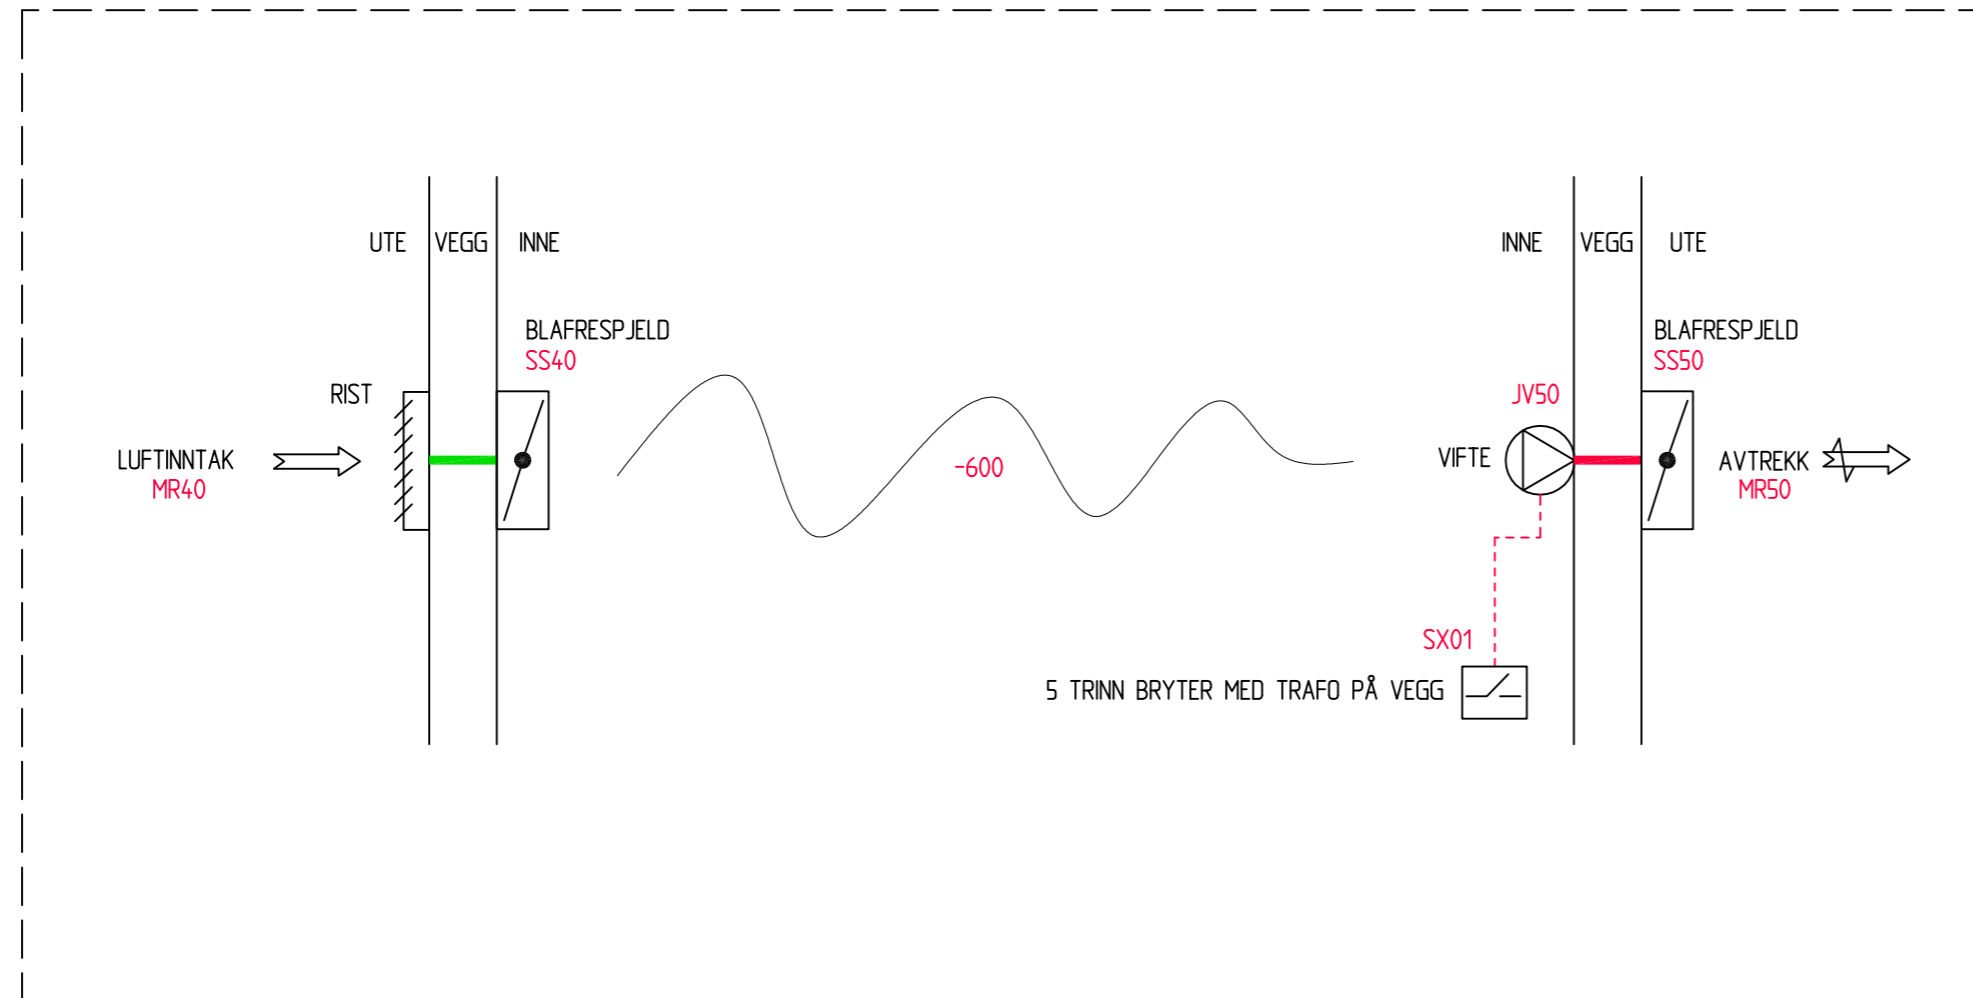 UTE VEGG INNE
BLAFRESPJELD
SS40
RIST
LUFTINNTAK
MR40
-600
INNE VEGG UTE
BLAFRESPJELD
SS50
JV50
VIFTE
AVTREKK
MR50
SX01
5 TRINN BRYTER MED TRAFO PÅ VEGG